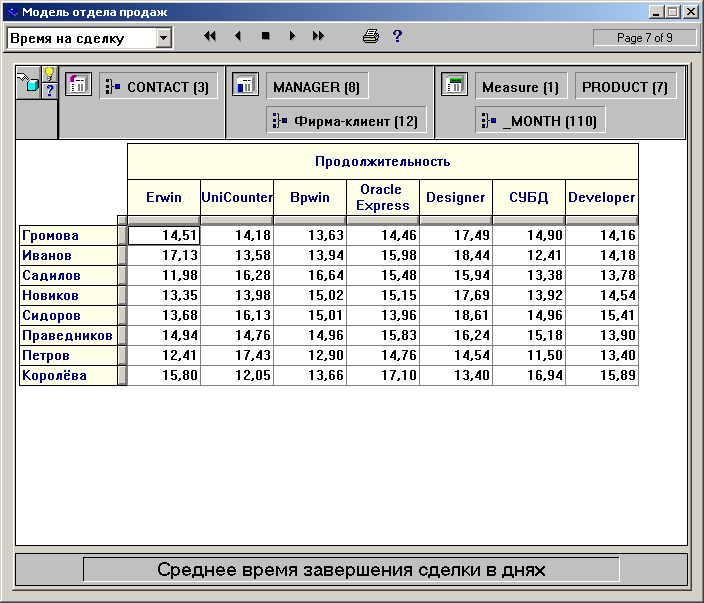 Модель отдела продаж
Время на сделку
?
Page 7 of 9
?
CONTACT (3)
MANAGER (8)
Measure (1)
PRODUCT (7)
Фирма-клиент (12)
_MONTH (110)
Продолжительность
Erwin UniCounter Bpwin Oracle Express Designer СУБД Developer
Громова 14,51 14,18 13,63 14,46 17,49 14,90 14,16
Иванов 17,13 13,58 13,94 15,98 18,44 12,41 14,18
Садилов 11,98 16,28 16,64 15,48 15,94 13,38 13,78
Новиков 13,35 13,98 15,02 15,15 17,69 13,92 14,54
Сидоров 13,68 16,13 15,01 13,96 18,61 14,96 15,41
Праведников 14,94 14,76 14,96 15,83 16,24 15,18 13,90
Петров 12,41 17,43 12,90 14,76 14,54 11,50 13,40
Королёва 15,80 12,05 13,66 17,10 13,40 16,94 15,89
Среднее время завершения сделки в днях